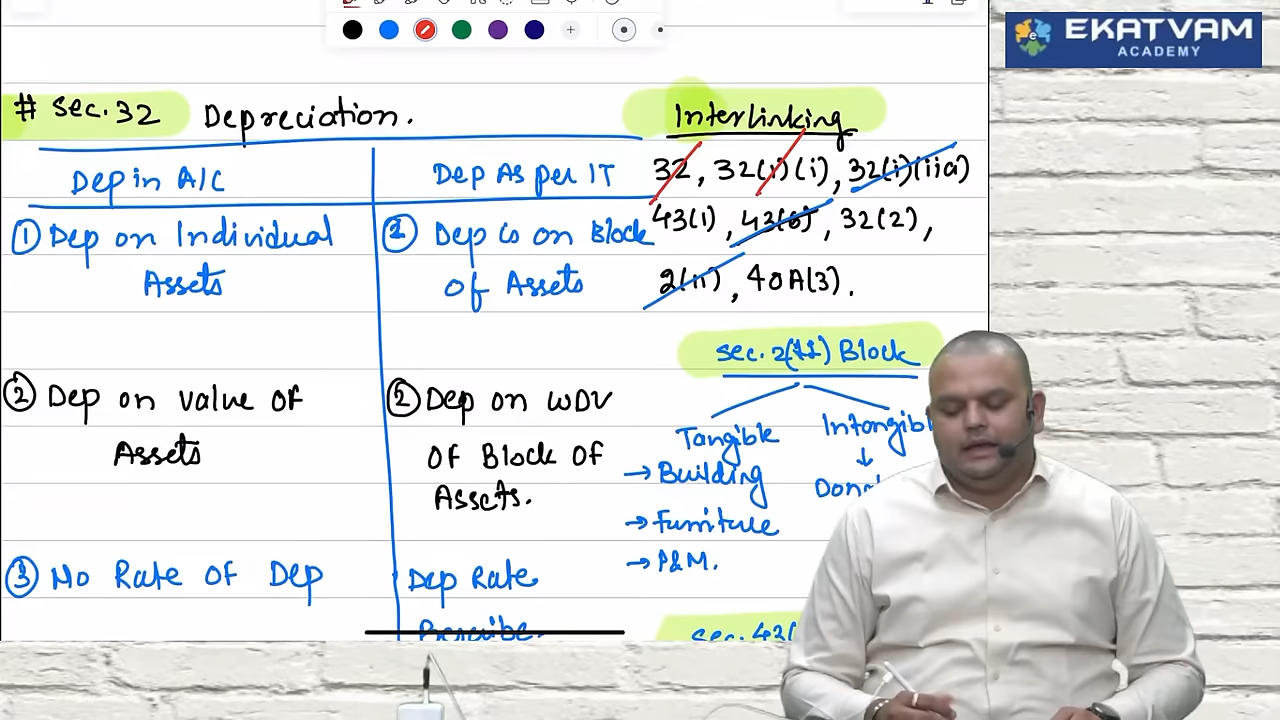 EKATVAM
ACADEMY
# Sec.32 Depreciation.
Dep in A/C
Dep As per IT
① Dep on Individual
Assets
① Dep is on Block
of Assets
② Dep on value of
Assets
② Dep on WDV
of Block of
Assets.
③ No Rate of Dep
Dep Rate
Interlinking
32, 32(i)(i), 32(i)(iia)
43(1), 43(6), 32(2),
2(11), 40A(3).
Sec. 2(11) Block
Tangible
→ Building
→ Furniture
→ P&M.
Sec. 43(